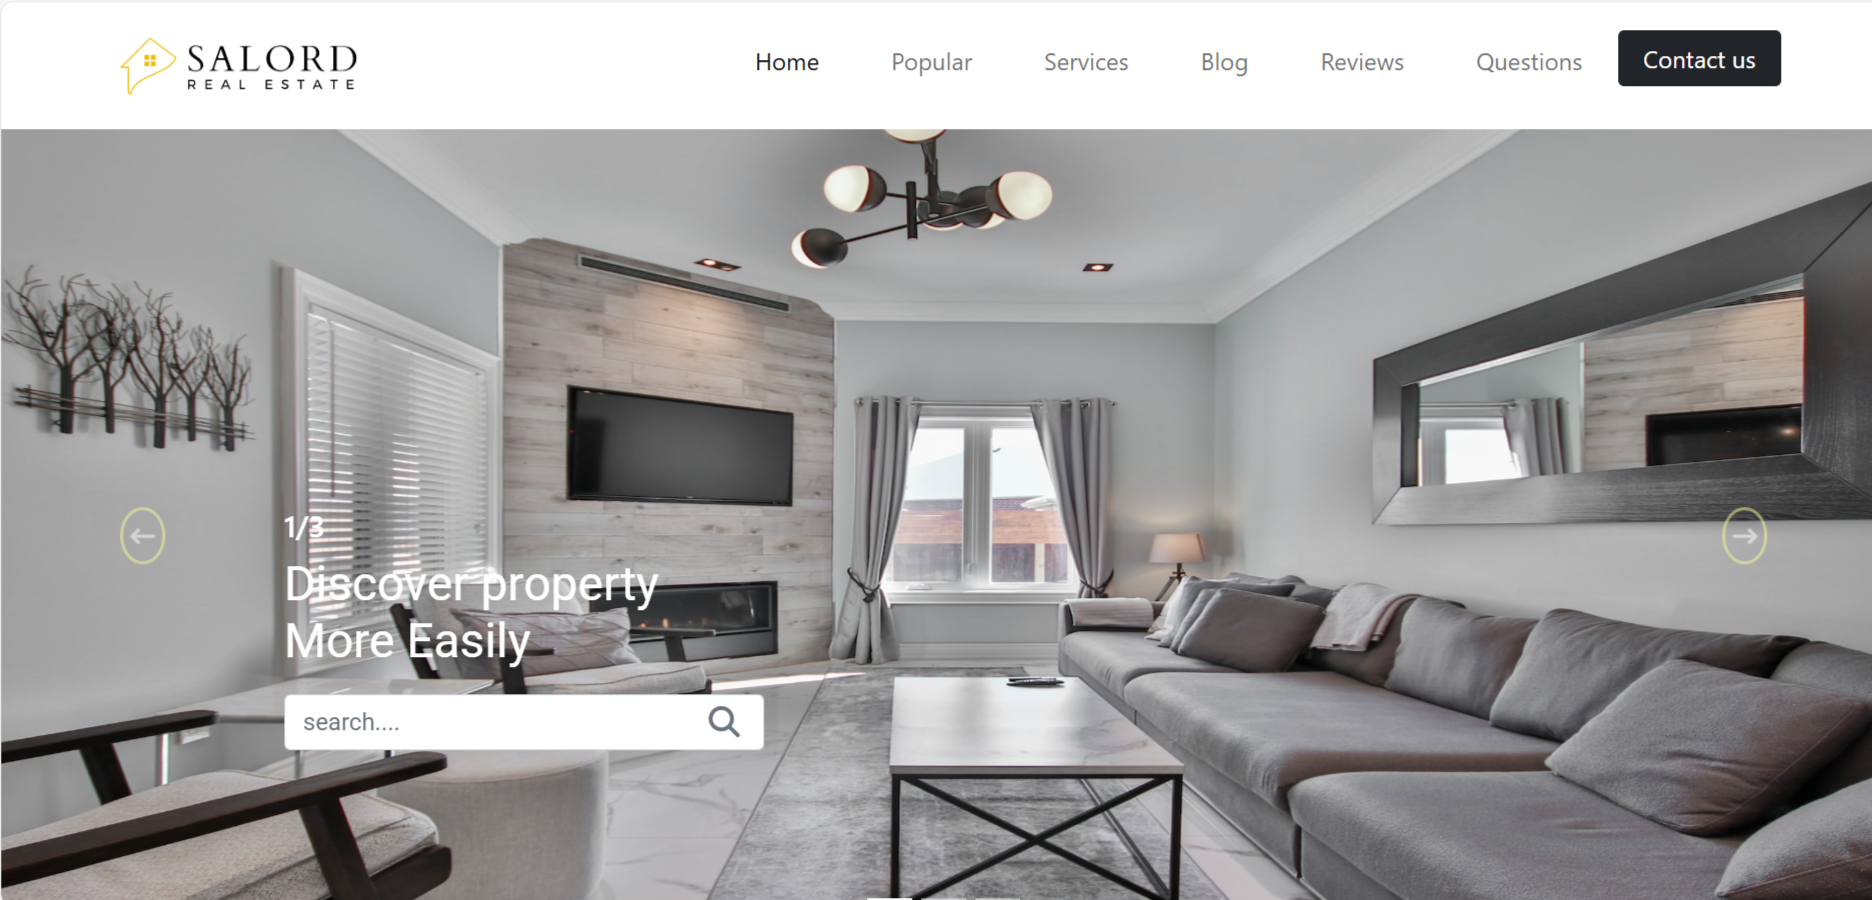 SALORD
REAL ESTATE
Home
Popular
Services
Blog
Reviews
Questions
Contact us
1/3
Discover property
More Easily
search....